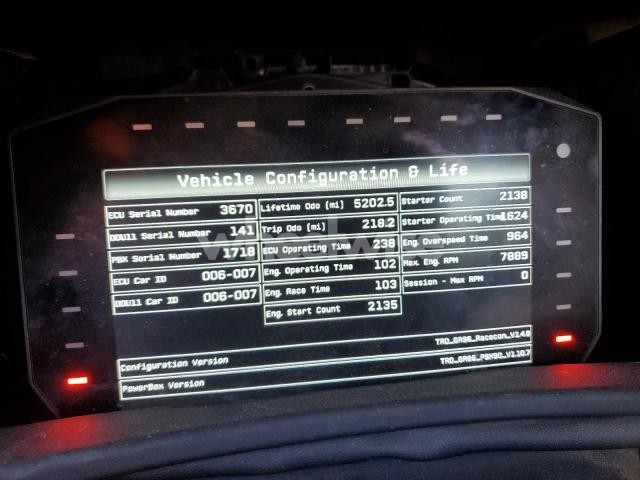 Vehicle Configuration & Life
ECU Serial Number 3670
DDU11 Serial Number 141
PBX Serial Number 1718
ECU Car ID 006-007
DDU11 Car ID 006-007
Lifetime Odo (mi) 5202.5
Trip Odo (mi) 218.2
ECU Operating Time 238
Eng. Operating Time 102
Eng. Race Time 103
Eng. Start Count 2135
Starter Count 2138
Starter Operating Time 1624
Eng. Overspeed Time 964
Max. Eng. RPM 7889
Session - Max RPM 0
Configuration Version TRD_GR86_Racecon_V1.4.8
PowerBox Version TRD_GR86_PBX90_V1.10.7